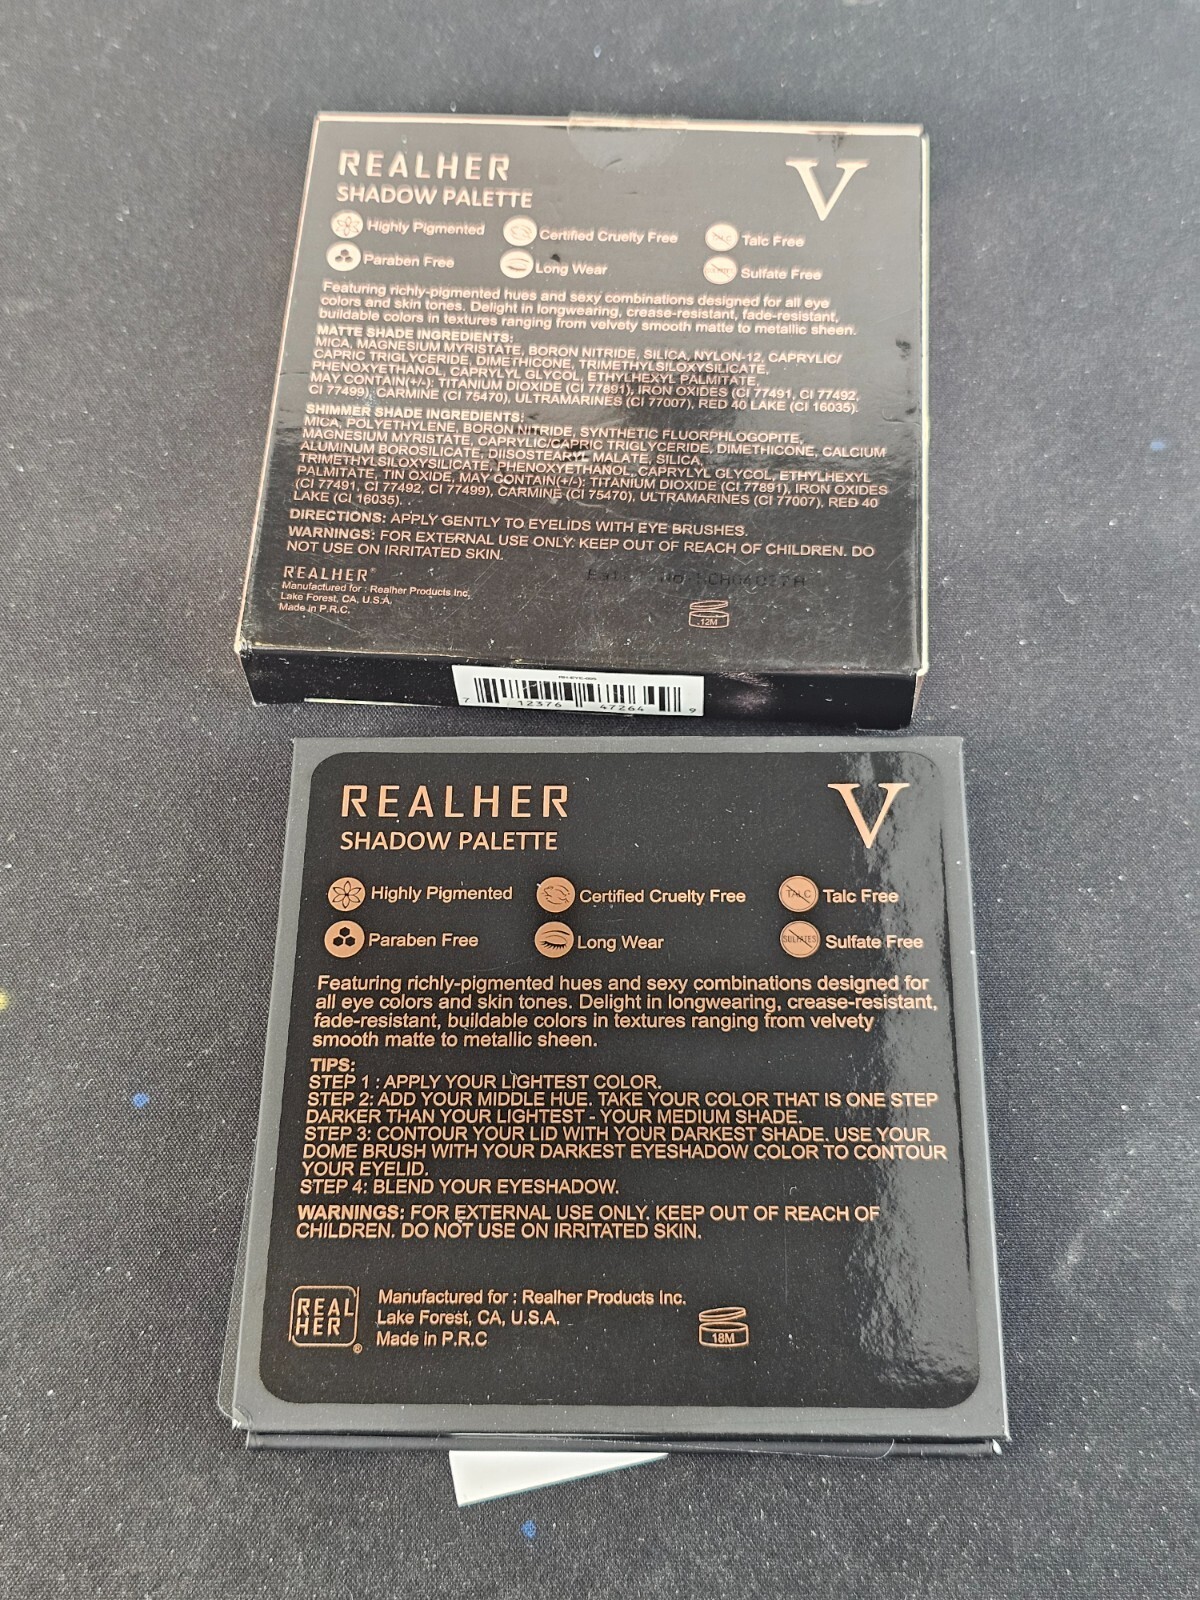 REALHER
V
SHADOW PALETTE
Highly Pigmented
Certified Cruelty Free
Talc Free
Paraben Free
Long Wear
Sulfate Free
Featuring richly-pigmented hues and sexy combinations designed for all eye
colors and skin tones. Delight in longwearing, crease-resistant, fade-resistant,
buildable colors in textures ranging from velvety smooth matte to metallic sheen.
MATTE SHADE INGREDIENTS:
MICA, MAGNESIUM MYRISTATE, BORON NITRIDE, SILICA, NYLON-12, CAPRYLIC/
CAPRIC TRIGLYCERIDE, DIMETHICONE, TRIMETHYLSILOXYSILICATE,
PHENOXYETHANOL, CAPRYLYL GLYCOL, ETHYLHEXYL PALMITATE,
MAY CONTAIN(+/-): TITANIUM DIOXIDE (CI 77891), IRON OXIDES (CI 77491, CI 77492,
CI 77499), CARMINE (CI 75470), ULTRAMARINES (CI 77007), RED 40 LAKE (CI 16035).
SHIMMER SHADE INGREDIENTS:
MICA, POLYETHYLENE, BORON NITRIDE, SYNTHETIC FLUORPHLOGOPITE,
MAGNESIUM MYRISTATE, CAPRYLIC/CAPRIC TRIGLYCERIDE, DIMETHICONE, CALCIUM
ALUMINUM BOROSILICATE, DIISOSTEARYL MALATE, SILICA,
TRIMETHYLSILOXYSILICATE, PHENOXYETHANOL, CAPRYLYL GLYCOL, ETHYLHEXYL
PALMITATE, TIN OXIDE, MAY CONTAIN(+/-): TITANIUM DIOXIDE (CI 77891), IRON OXIDES
(CI 77491, CI 77492, CI 77499), CARMINE (CI 75470), ULTRAMARINES (CI 77007), RED 40
LAKE (CI 16035).
DIRECTIONS: APPLY GENTLY TO EYELIDS WITH EYE BRUSHES.
WARNINGS: FOR EXTERNAL USE ONLY. KEEP OUT OF REACH OF CHILDREN. DO
NOT USE ON IRRITATED SKIN.
REALHER®
Manufactured for : Realher Products Inc.
Lake Forest, CA, U.S.A.
Made in P.R.C.
12M
7 12376 47264 9
REALHER
V
SHADOW PALETTE
Highly Pigmented
Certified Cruelty Free
TALC Talc Free
Paraben Free
Long Wear
SULFATES Sulfate Free
Featuring richly-pigmented hues and sexy combinations designed for
all eye colors and skin tones. Delight in longwearing, crease-resistant,
fade-resistant, buildable colors in textures ranging from velvety
smooth matte to metallic sheen.
TIPS:
STEP 1 : APPLY YOUR LIGHTEST COLOR.
STEP 2: ADD YOUR MIDDLE HUE. TAKE YOUR COLOR THAT IS ONE STEP
DARKER THAN YOUR LIGHTEST - YOUR MEDIUM SHADE.
STEP 3: CONTOUR YOUR LID WITH YOUR DARKEST SHADE. USE YOUR
DOME BRUSH WITH YOUR DARKEST EYESHADOW COLOR TO CONTOUR
YOUR EYELID.
STEP 4: BLEND YOUR EYESHADOW.
WARNINGS: FOR EXTERNAL USE ONLY. KEEP OUT OF REACH OF
CHILDREN. DO NOT USE ON IRRITATED SKIN.
REAL
HER®
Manufactured for : Realher Products Inc.
Lake Forest, CA, U.S.A.
Made in P.R.C
18M